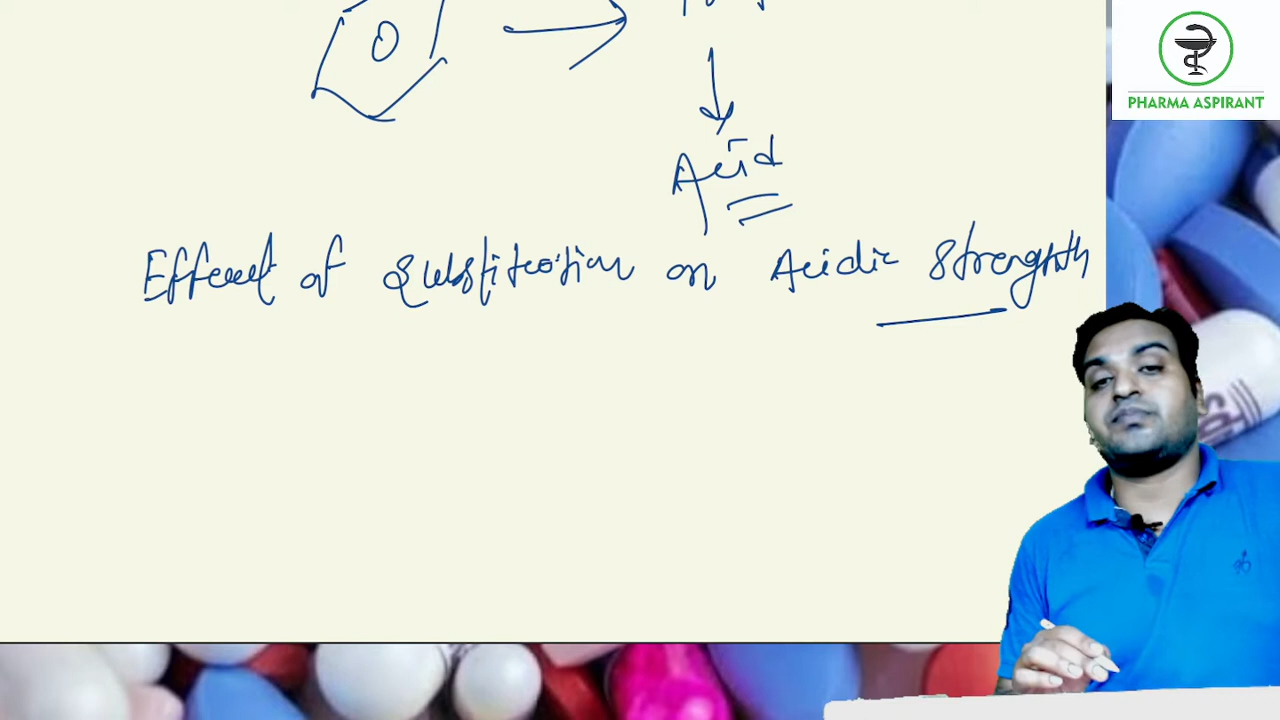 O
PHARMA ASPIRANT
Acid
Effect of Substitution on Acidic Strength